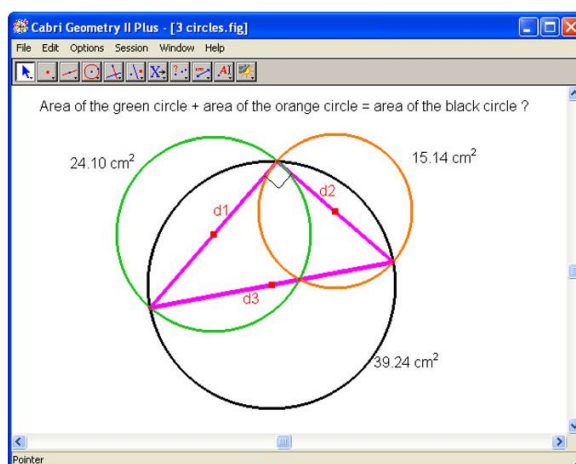 Cabri Geometry II Plus - [3 circles.fig]
File Edit Options Session Window Help
Area of the green circle + area of the orange circle = area of the black circle ?
24.10 cm²
15.14 cm²
d1
d2
d3
39.24 cm²
Pointer